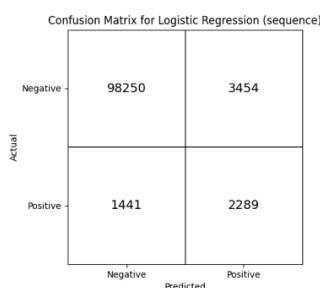 Confusion Matrix for Logistic Regression (sequence)
Negative
98250
3454
Actual
Positive
1441
2289
Negative
Positive
Predicted